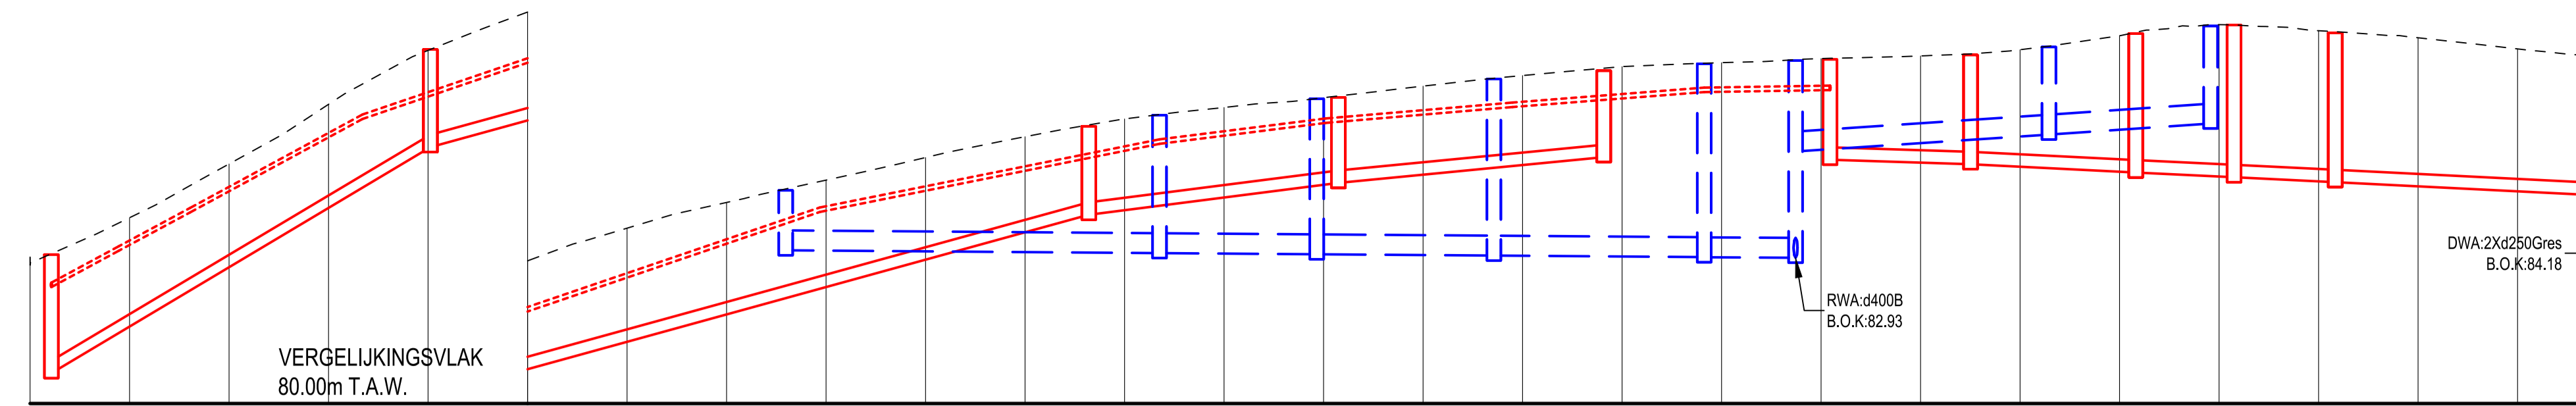 VERGELIJKINGSVLAK
80.00m T.A.W.
RWA:d400B
B.O.K:82.93
DWA:2Xd250Gres
B.O.K:84.18